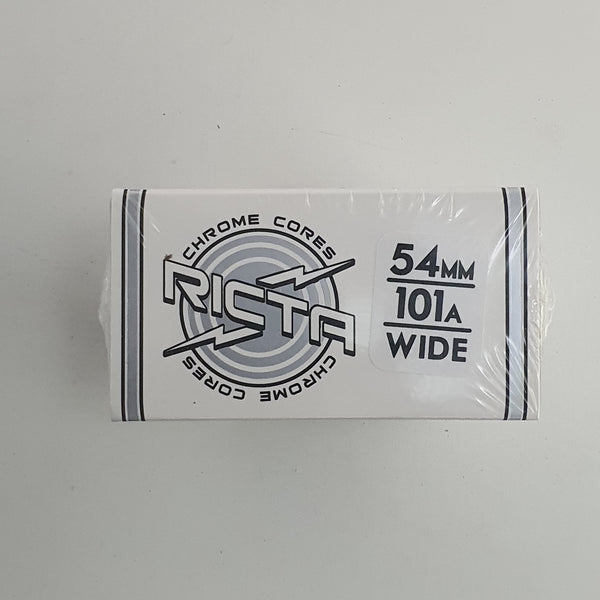 CHROME CORES
RICTA
CHROME CORES
54MM
101A
WIDE